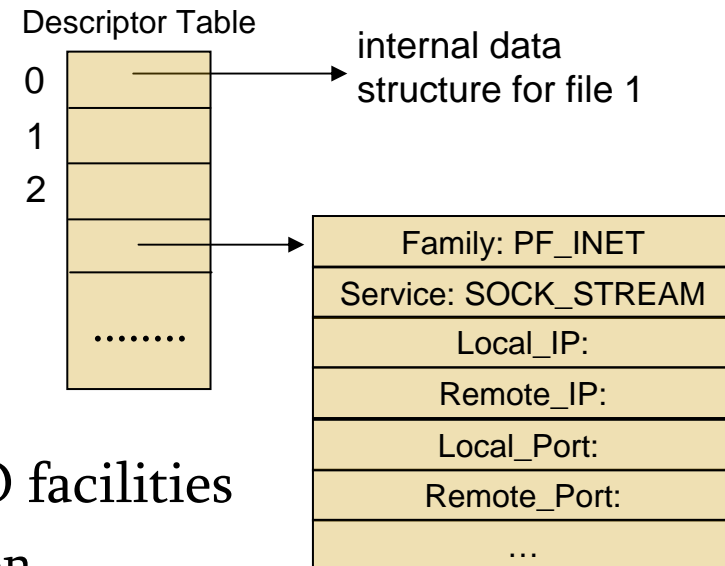 Descriptor Table
0
internal data
structure for file 1
1
2
Family: PF_INET
Service: SOCK_STREAM
........
Local_IP:
Remote_IP:
Local_Port:
facilities
Remote_Port:
…